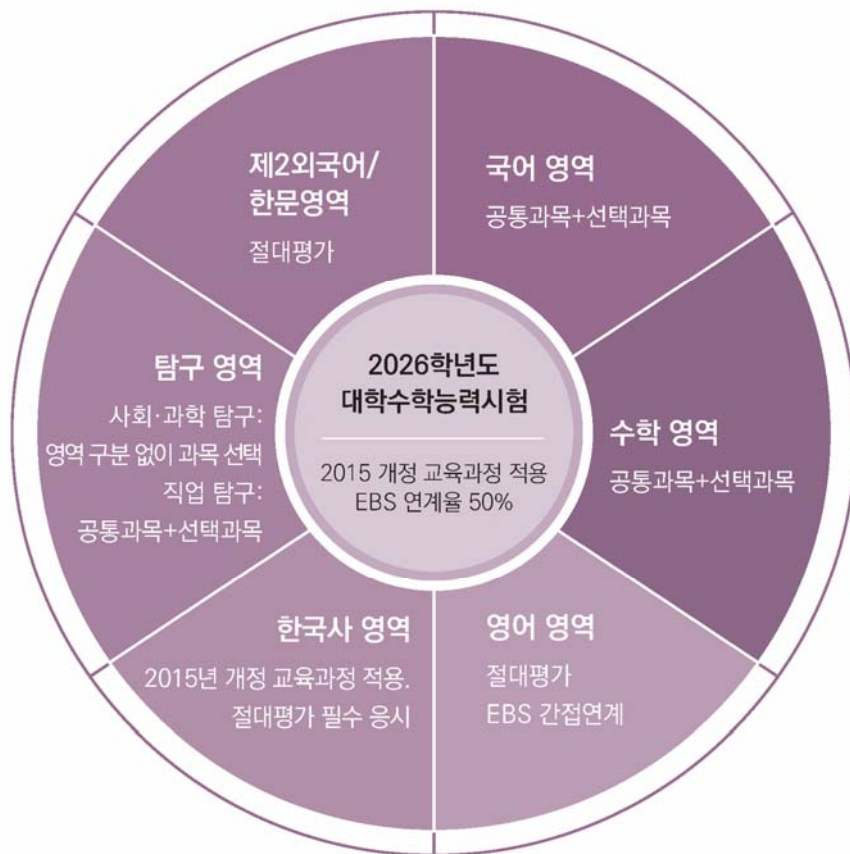 2026학년도
대학수학능력시험
2015 개정 교육과정 적용
EBS 연계율 50%
국어 영역
공통과목+선택과목
수학 영역
공통과목+선택과목
영어 영역
절대평가
EBS 간접연계
한국사 영역
2015년 개정 교육과정 적용.
절대평가 필수 응시
탐구 영역
사회·과학 탐구:
영역 구분 없이 과목 선택
직업 탐구:
공통과목+선택과목
제2외국어/
한문영역
절대평가